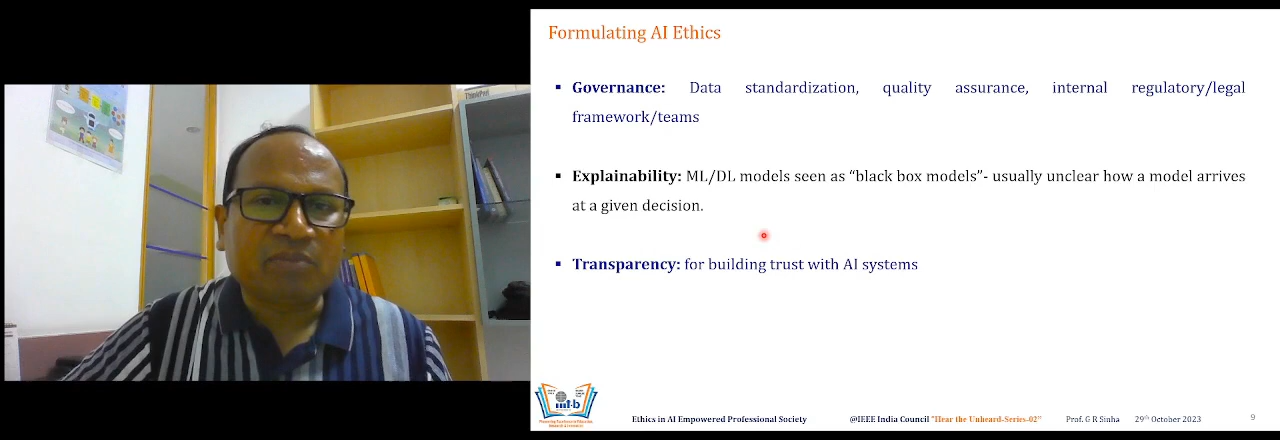 Formulating AI Ethics
▪ Governance: Data standardization, quality assurance, internal regulatory/legal
framework/teams
▪ Explainability: ML/DL models seen as “black box models”- usually unclear how a model arrives
at a given decision.
▪ Transparency: for building trust with AI systems
Ethics in AI Empowered Professional Society @IEEE India Council "Hear the Unheard-Series-02" Prof. G R Sinha 29th October 2023 9